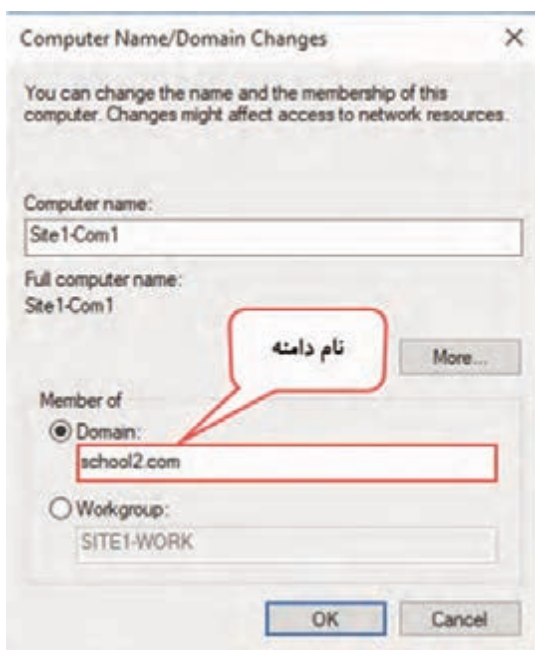 Computer Name/Domain Changes
You can change the name and the membership of this
computer. Changes might affect access to network resources.
Computer name:
Site1-Com1
Full computer name:
Site1-Com1
نام دامنه
More...
Member of
Domain:
school2.com
Workgroup:
SITE1-WORK
OK
Cancel